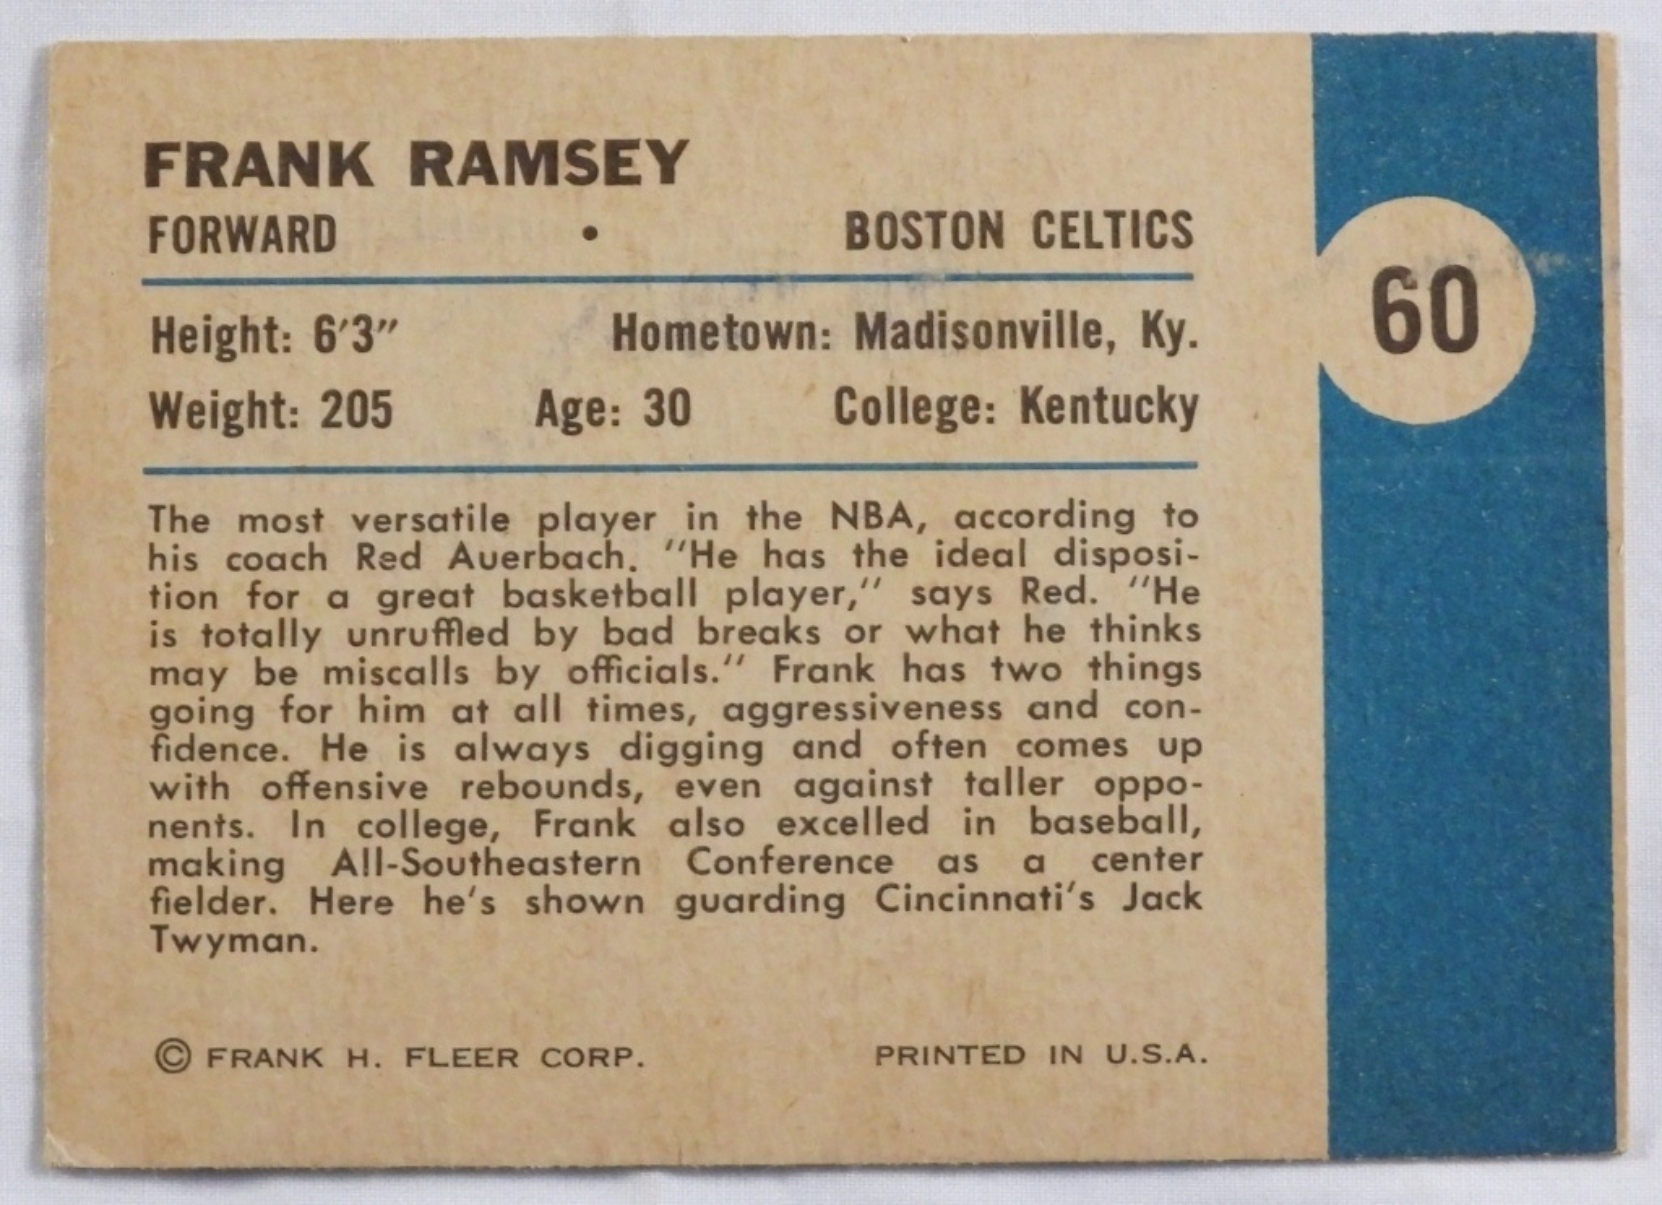 FRANK RAMSEY
FORWARD • BOSTON CELTICS
60
Height: 6'3" Hometown: Madisonville, Ky.
Weight: 205 Age: 30 College: Kentucky
The most versatile player in the NBA, according to
his coach Red Auerbach. "He has the ideal disposi-
tion for a great basketball player," says Red. "He
is totally unruffled by bad breaks or what he thinks
may be miscalls by officials." Frank has two things
going for him at all times, aggressiveness and con-
fidence. He is always digging and often comes up
with offensive rebounds, even against taller oppo-
nents. In college, Frank also excelled in baseball,
making All-Southeastern Conference as a center
fielder. Here he's shown guarding Cincinnati's Jack
Twyman.
© FRANK H. FLEER CORP. PRINTED IN U.S.A.